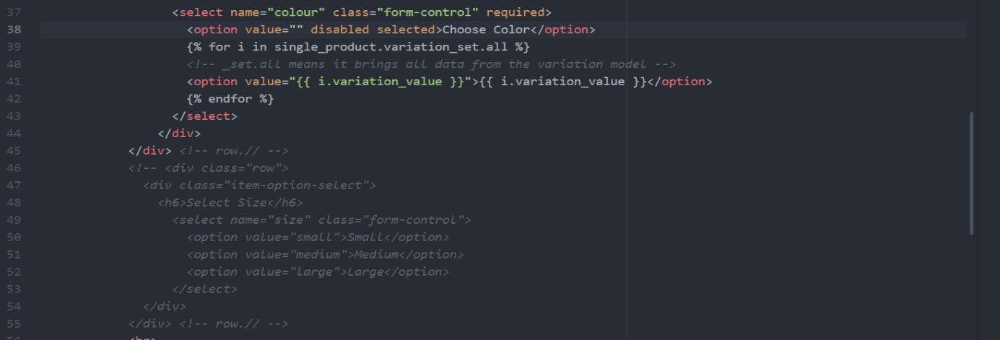 37 <select name="colour" class="form-control" required>
38 <option value="" disabled selected>Choose Color</option>
39 {% for i in single_product.variation_set.all %}
40 <!-- _set.all means it brings all data from the variation model -->
41 <option value="{{ i.variation_value }}">{{ i.variation_value }}</option>
42 {% endfor %}
43 </select>
44 </div>
45 </div> <!-- row.// -->
46 <!-- <div class="row">
47 <div class="item-option-select">
48 <h6>Select Size</h6>
49 <select name="size" class="form-control">
50 <option value="small">Small</option>
51 <option value="medium">Medium</option>
52 <option value="large">Large</option>
53 </select>
54 </div>
55 </div> <!-- row.// -->
56 <hr>